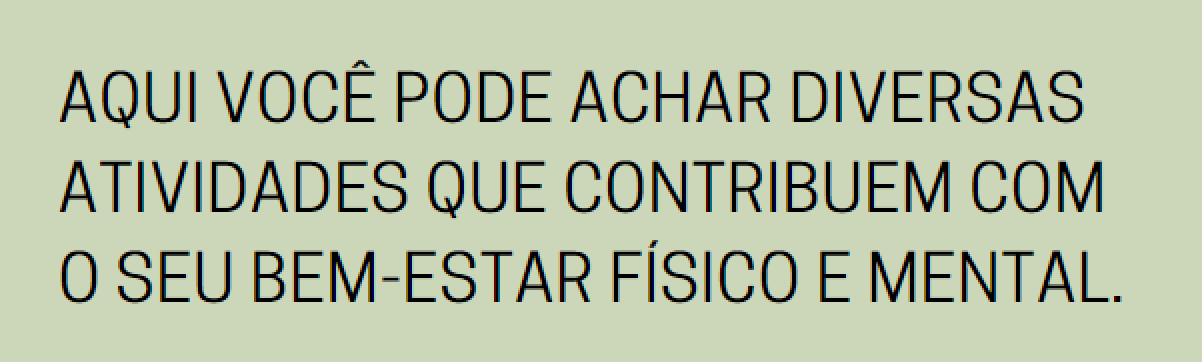 AQUI VOCÊ PODE ACHAR DIVERSAS
ATIVIDADES QUE CONTRIBUEM COM
O SEU BEM-ESTAR FÍSICO E MENTAL.